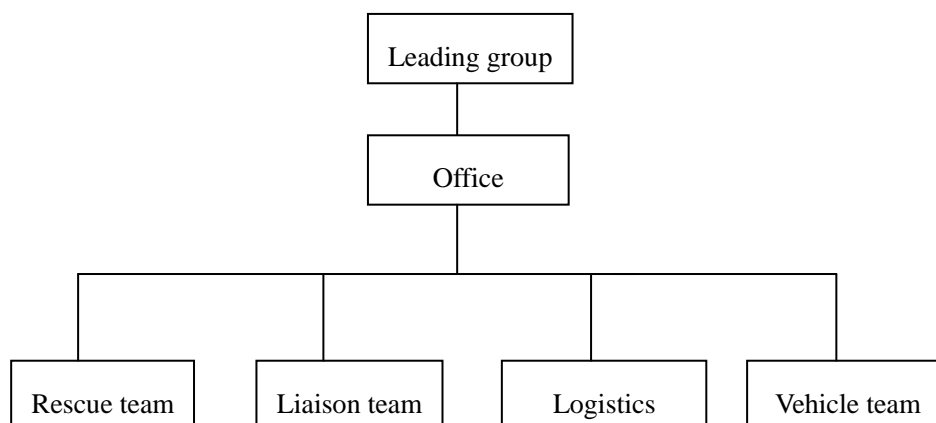 Leading group
Office
Rescue team
Liaison team
Logistics
Vehicle team